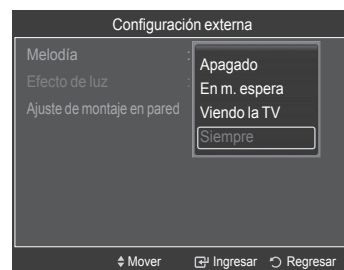 Configuración externa
Melodía :
Efecto de luz :
Ajuste de montaje en pared
Apagado
En m. espera
Viendo la TV
Siempre
Mover Ingresar Regresar